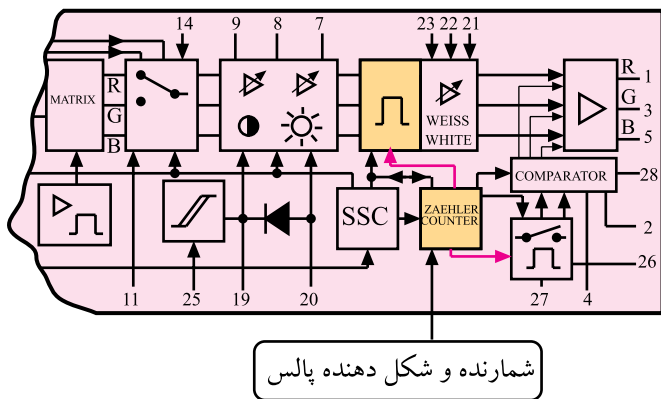 14 9 8 7 23 22 21
MATRIX R G B
R 1
G 3
B 5
WEISS
WHITE
COMPARATOR 28
SSC
ZAEHLER
COUNTER
2
26
11 25 19 20 27 4
شمارنده و شکل دهنده پالس